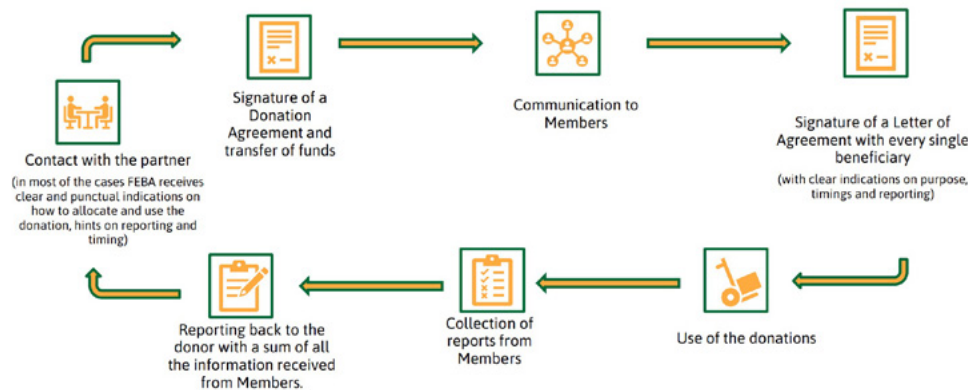 Contact with the partner
(in most of the cases FEBA receives
clear and punctual indications on
how to allocate and use the
donation, hints on reporting and
timing)
Signature of a
Donation
Agreement and
transfer of funds
Communication to
Members
Signature of a Letter of
Agreement with every single
beneficiary
(with clear indications on purpose,
timings and reporting)
Use of the donations
Collection of
reports from
Members
Reporting back to the
donor with a sum of all
the information received
from Members.